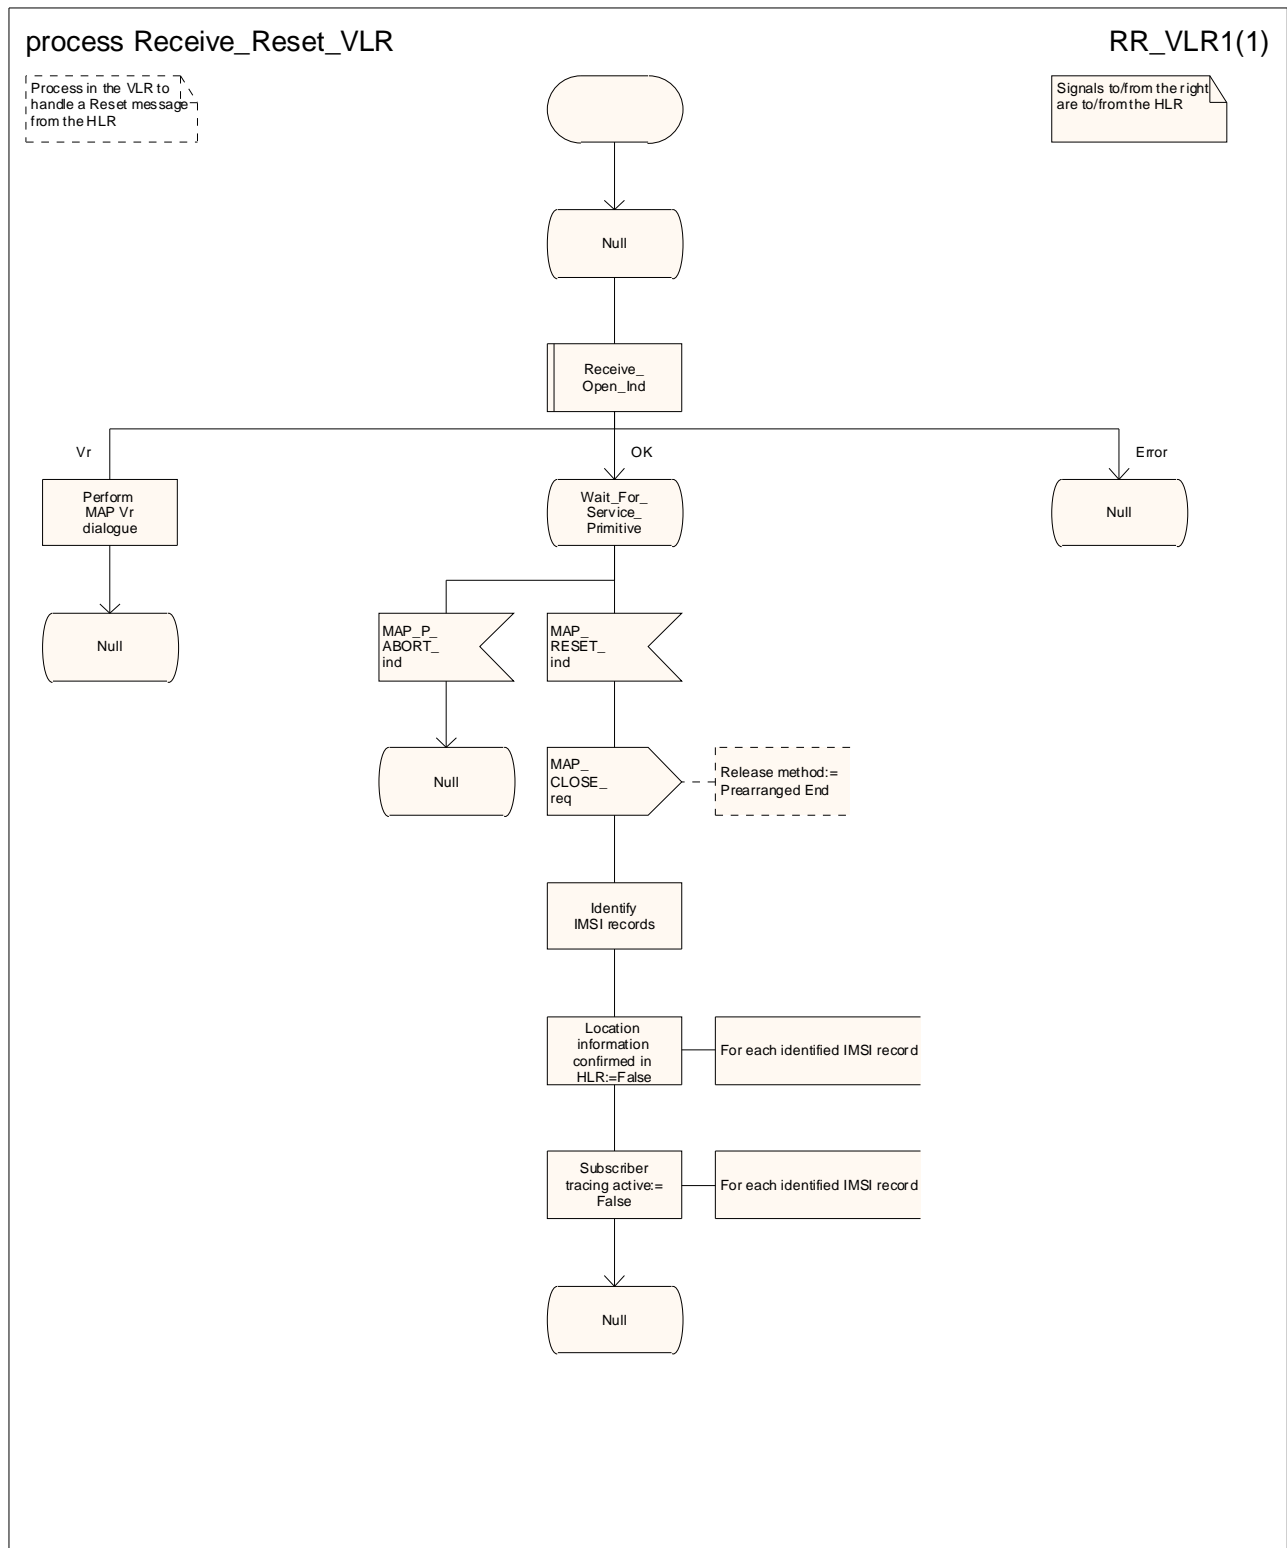 process Receive_Reset_VLR
RR_VLR1(1)
Process in the VLR to
handle a Reset message
from the HLR
Signals to/from the right
are to/from the HLR
Null
Receive_
Open_Ind
Vr
OK
Error
Perform
MAP Vr
dialogue
Wait_For_
Service_
Primitive
Null
Null
MAP_P_
ABORT_
ind
MAP_
RESET_
ind
Null
MAP_
CLOSE_
req
Release method:=
Prearranged End
Identify
IMSI records
Location
information
confirmed in
HLR:=False
For each identified IMSI record
Subscriber
tracing active:=
False
For each identified IMSI record
Null